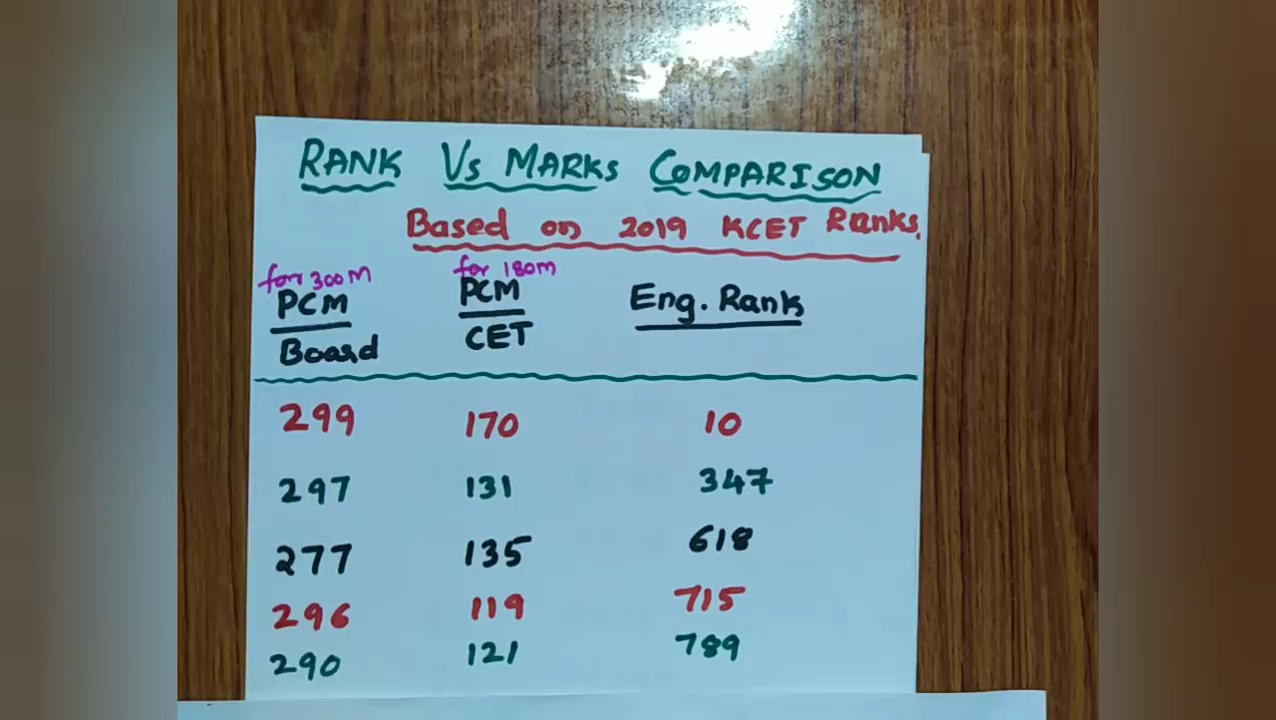 RANK Vs MARKS COMPARISON
Based on 2019 KCET Ranks.
for 300M for 180M
PCM PCM Eng. Rank
Board CET
299 170 10
297 131 347
277 135 618
296 119 715
290 121 789